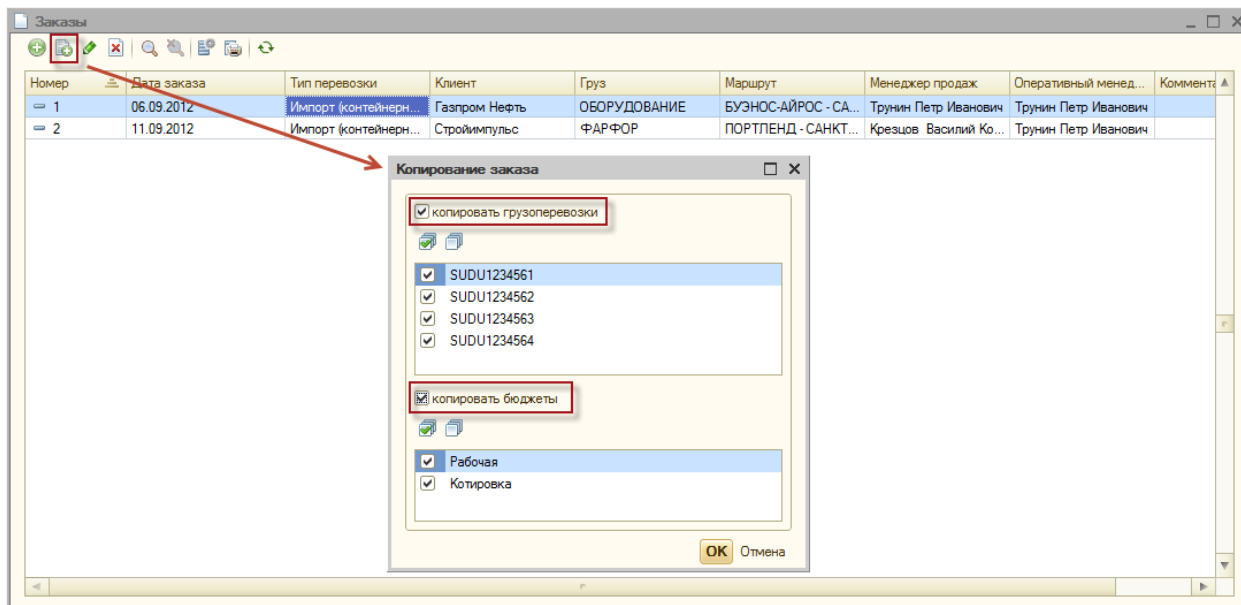 Заказы
Номер Дата заказа Тип перевозки Клиент Груз Маршрут Менеджер продаж Оперативный менед... Коммента
1 06.09.2012 Импорт (контейнерн... Газпром Нефть ОБОРУДОВАНИЕ БУЭНОС-АЙРОС - СА... Трунин Петр Иванович Трунин Петр Иванович
2 11.09.2012 Импорт (контейнерн... Стройимпульс ФАРФОР ПОРТЛЕНД - САНКТ... Крезцов Василий Ко... Трунин Петр Иванович
Копирование заказа
копировать грузоперевозки
SUDU1234561
SUDU1234562
SUDU1234563
SUDU1234564
копировать бюджеты
Рабочая
Котировка
OK Отмена